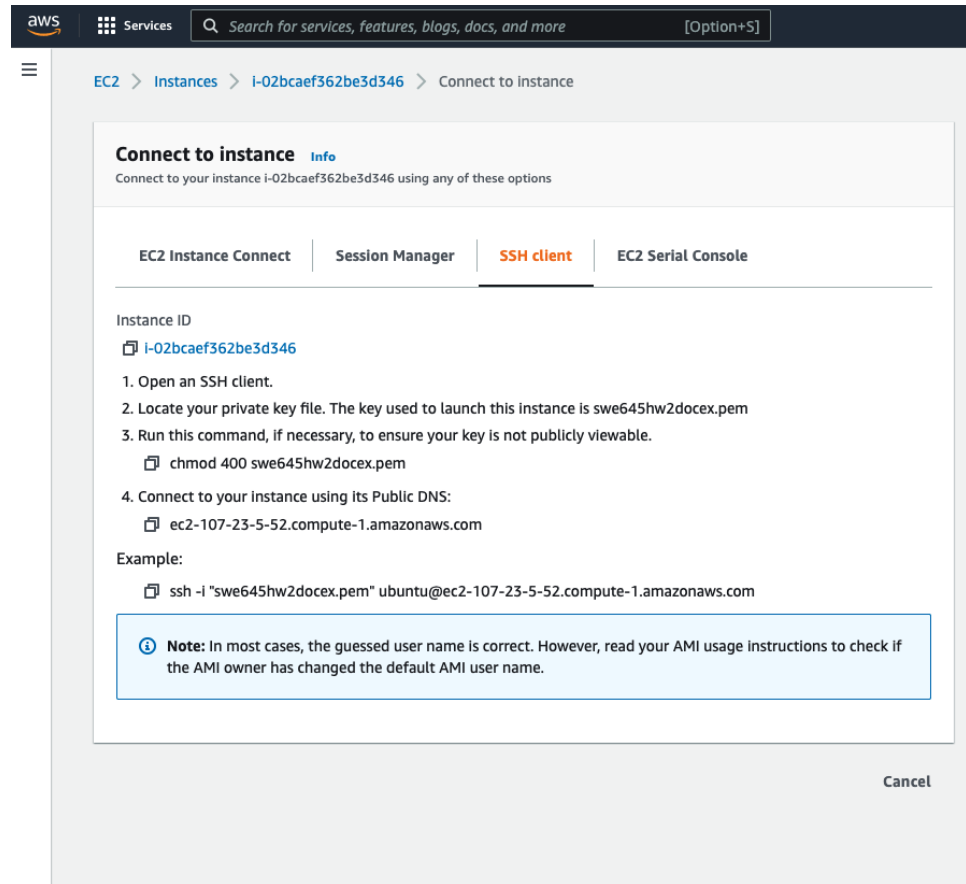 aws
Services
Search for services, features, blogs, docs, and more
[Option+S]
EC2 > Instances > i-02bcaef362be3d346 > Connect to instance
Connect to instance Info
Connect to your instance i-02bcaef362be3d346 using any of these options
EC2 Instance Connect
Session Manager
SSH client
EC2 Serial Console
Instance ID
i-02bcaef362be3d346
1. Open an SSH client.
2. Locate your private key file. The key used to launch this instance is swe645hw2docex.pem
3. Run this command, if necessary, to ensure your key is not publicly viewable.
chmod 400 swe645hw2docex.pem
4. Connect to your instance using its Public DNS:
ec2-107-23-5-52.compute-1.amazonaws.com
Example:
ssh -i "swe645hw2docex.pem" ubuntu@ec2-107-23-5-52.compute-1.amazonaws.com
Note: In most cases, the guessed user name is correct. However, read your AMI usage instructions to check if
the AMI owner has changed the default AMI user name.
Cancel